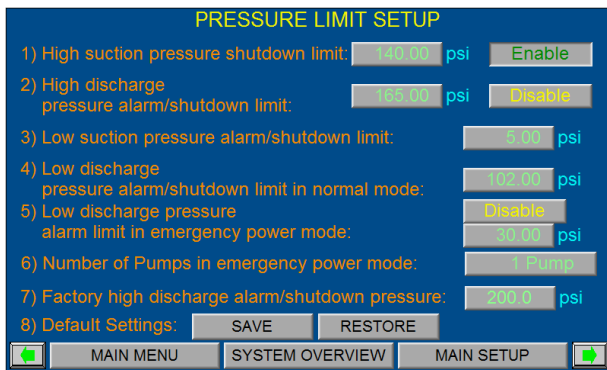 PRESSURE LIMIT SETUP
1) High suction pressure shutdown limit: 140.00 psi Enable
2) High discharge
pressure alarm/shutdown limit: 165.00 psi Disable
3) Low suction pressure alarm/shutdown limit: 5.00 psi
4) Low discharge
pressure alarm/shutdown limit in normal mode: 102.00 psi
5) Low discharge pressure Disable
alarm limit in emergency power mode: 30.00 psi
6) Number of Pumps in emergency power mode: 1 Pump
7) Factory high discharge alarm/shutdown pressure: 200.0 psi
8) Default Settings: SAVE RESTORE
MAIN MENU SYSTEM OVERVIEW MAIN SETUP